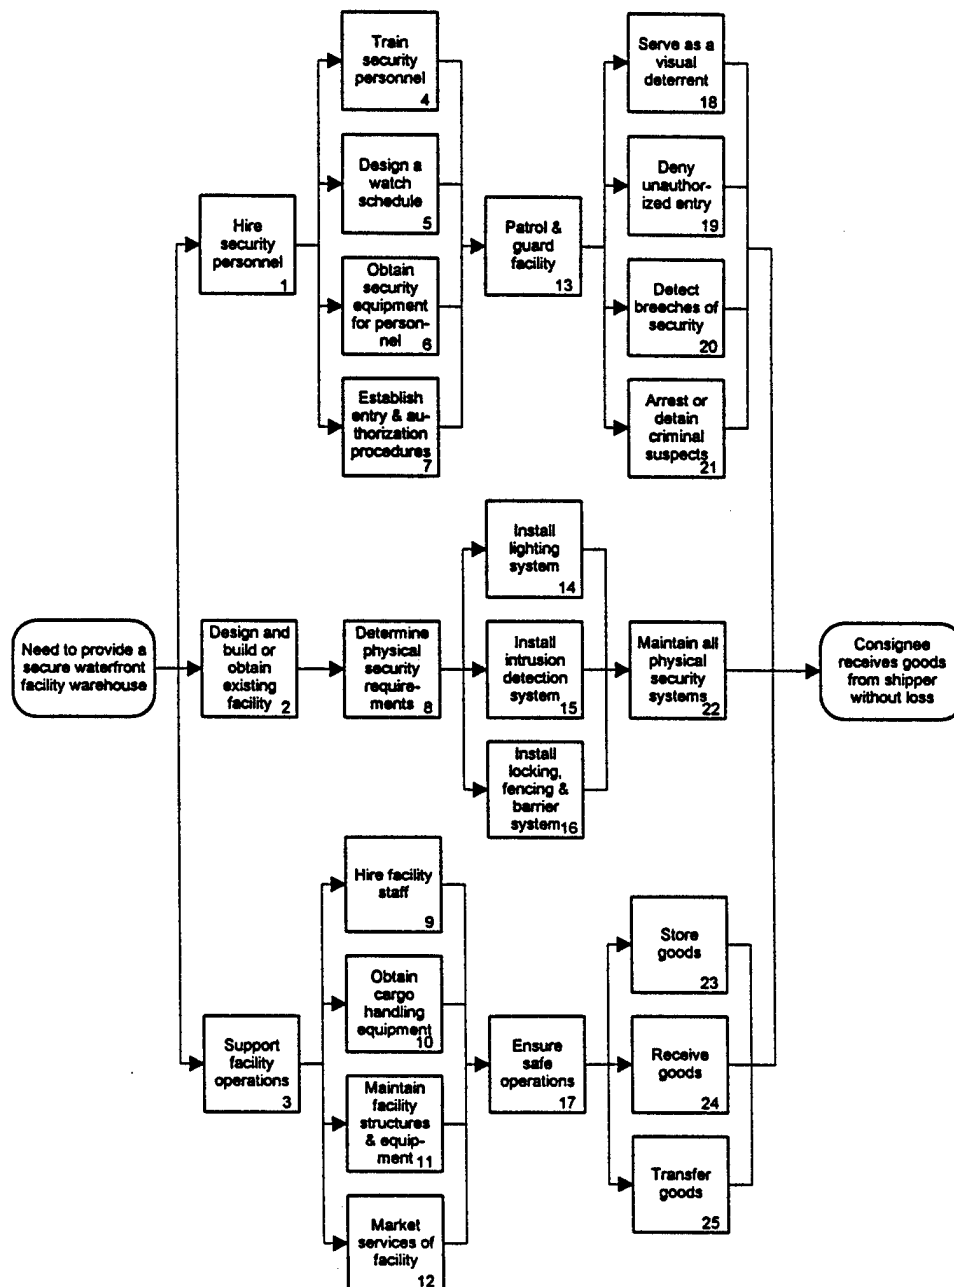 Train
security
personnel
4
Design a
watch
schedule
5
Obtain
security
equipment
for person-
nel
6
Establish
entry & au-
thorization
procedures
7
Hire
security
personnel
1
Patrol &
guard
facility
13
Serve as a
visual
deterrent
18
Deny
unauthor-
ized entry
19
Detect
breeches of
security
20
Arrest or
detain
criminal
suspects
21
Need to provide a
secure waterfront
facility warehouse
Design and
build or
obtain
existing
facility
2
Determine
physical
security
require-
ments
8
Install
lighting
system
14
Install
intrusion
detection
system
15
Install
locking,
fencing &
barrier
system
16
Maintain all
physical
security
systems
22
Consignee
receives goods
from shipper
without loss
Support
facility
operations
3
Hire facility
staff
9
Obtain
cargo
handling
equipment
10
Maintain
facility
structures
& equip-
ment
11
Market
services of
facility
12
Ensure
safe
operations
17
Store
goods
23
Receive
goods
24
Transfer
goods
25